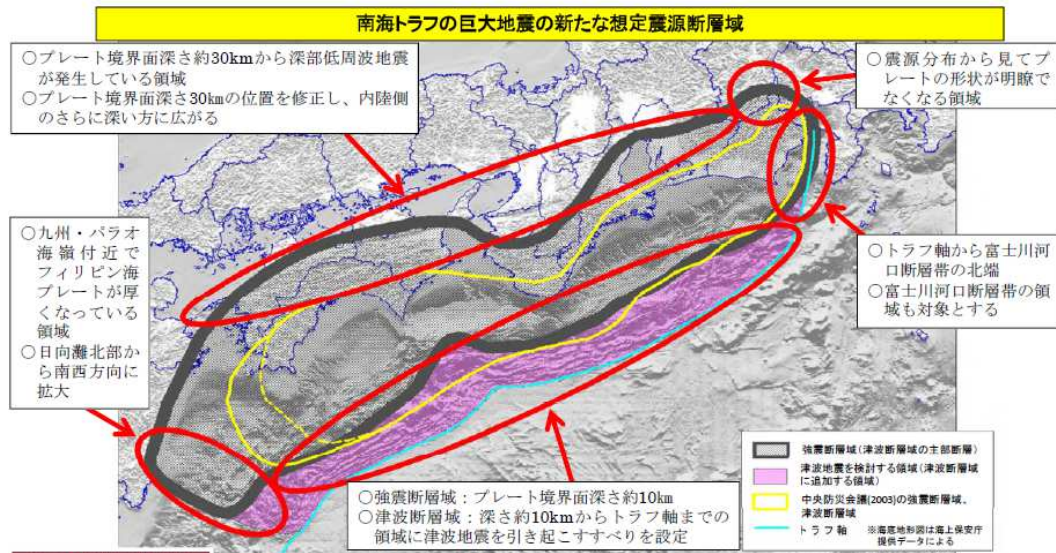 南海トラフの巨大地震の新たな想定震源断層域
○プレート境界面深さ約30kmから深部低周波地震
が発生している領域
○プレート境界面深さ30kmの位置を修正し、内陸側
のさらに深い方に広がる
○震源分布から見てプ
レートの形状が明瞭で
なくなる領域
○九州・パラオ
海嶺付近で
フィリピン海
プレートが厚
くなっている
領域
○日向灘北部か
ら南西方向に
拡大
○トラフ軸から富士川河
口断層帯の北端
○富士川河口断層帯の領
域も対象とする
○強震断層域：プレート境界面深さ約10km
○津波断層域：深さ約10kmからトラフ軸までの
領域に津波地震を引き起こすすべりを設定
強震断層域(津波断層域の主部断層)
津波地震を検討する領域(津波断層域
に追加する領域)
中央防災会議(2003)の強震断層域、
津波断層域
トラフ軸 ※海底地形図は海上保安庁
提供データによる